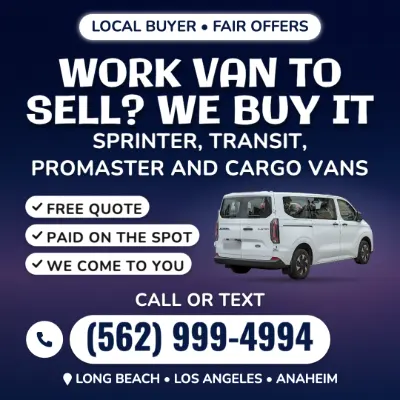 LOCAL BUYER • FAIR OFFERS
WORK VAN TO
SELL? WE BUY IT
SPRINTER, TRANSIT,
PROMASTER AND CARGO VANS
FREE QUOTE
PAID ON THE SPOT
WE COME TO YOU
CALL OR TEXT
(562) 999-4994
LONG BEACH • LOS ANGELES • ANAHEIM